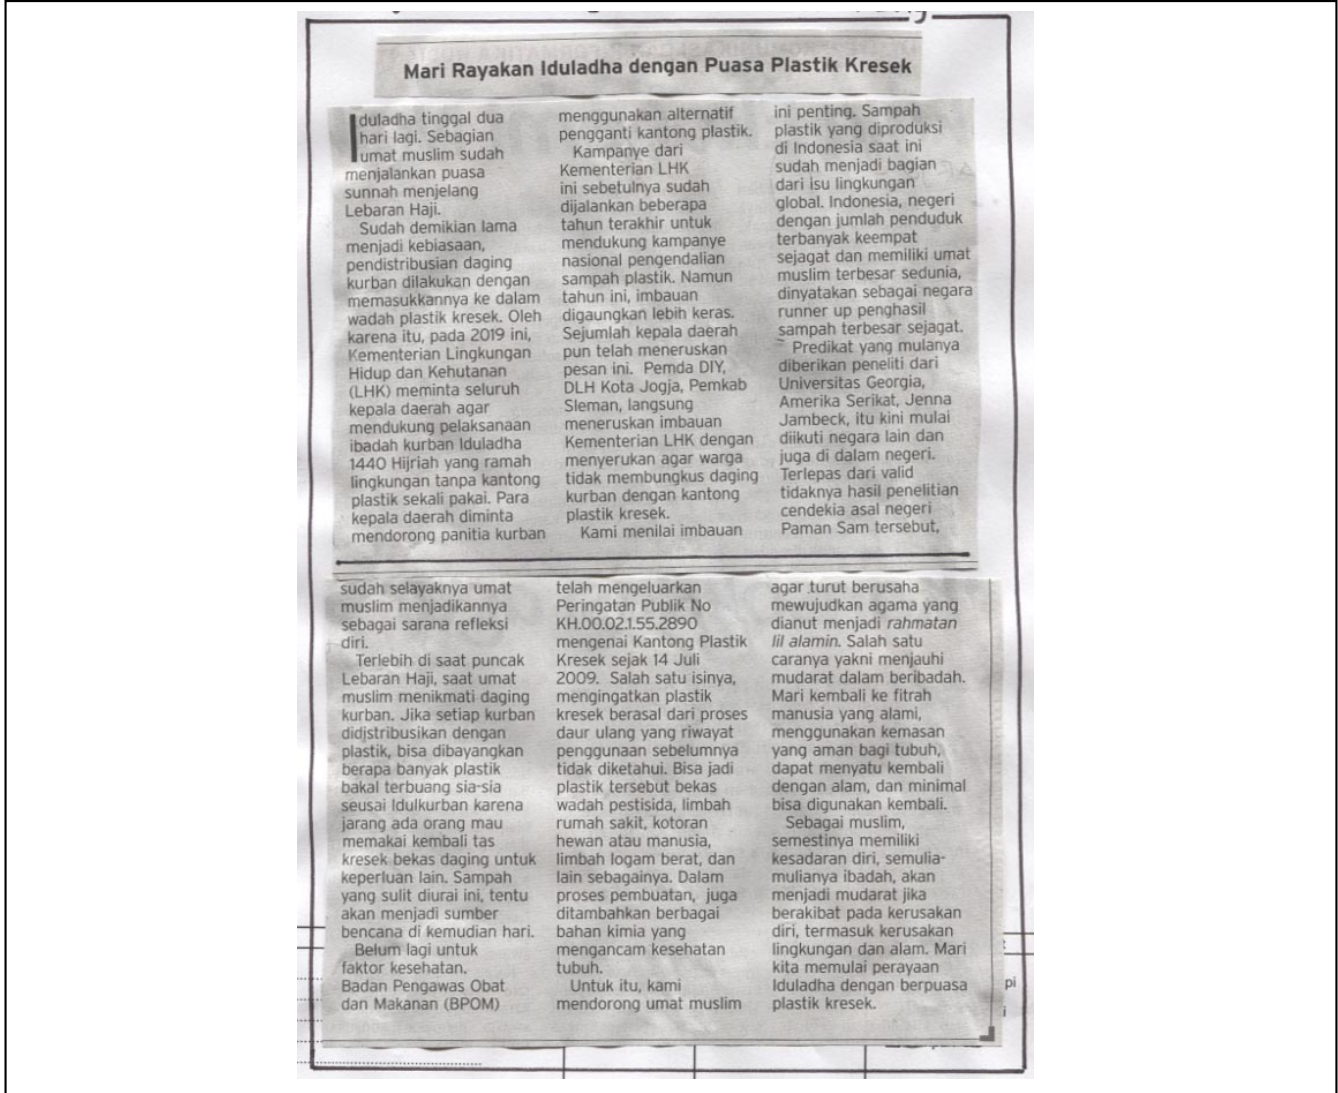 Mari Rayakan Iduladha dengan Puasa Plastik Kresek
Iduladha tinggal dua
hari lagi. Sebagian
umat muslim sudah
menjalankan puasa
sunnah menjelang
Lebaran Haji.
Sudah demikian lama
menjadi kebiasaan,
pendistribusian daging
kurban dilakukan dengan
memasukkannya ke dalam
wadah plastik kresek. Oleh
karena itu, pada 2019 ini,
Kementerian Lingkungan
Hidup dan Kehutanan
(LHK) meminta seluruh
kepala daerah agar
mendukung pelaksanaan
ibadah kurban Iduladha
1440 Hijriah yang ramah
lingkungan tanpa kantong
plastik sekali pakai. Para
kepala daerah diminta
mendorong panitia kurban
menggunakan alternatif
pengganti kantong plastik.
Kampanye dari
Kementerian LHK
ini sebetulnya sudah
dijalankan beberapa
tahun terakhir untuk
mendukung kampanye
nasional pengendalian
sampah plastik. Namun
tahun ini, imbauan
digaungkan lebih keras.
Sejumlah kepala daerah
pun telah meneruskan
pesan ini. Pemda DIY,
DLH Kota Jogja, Pemkab
Sleman, langsung
meneruskan imbauan
Kementerian LHK dengan
menyerukan agar warga
tidak membungkus daging
kurban dengan kantong
plastik kresek.
Kami menilai imbauan
ini penting. Sampah
plastik yang diproduksi
di Indonesia saat ini
sudah menjadi bagian
dari isu lingkungan
global. Indonesia, negeri
dengan jumlah penduduk
terbanyak keempat
sejagat dan memiliki umat
muslim terbesar sedunia,
dinyatakan sebagai negara
runner up penghasil
sampah terbesar sejagat.
Predikat yang mulanya
diberikan peneliti dari
Universitas Georgia,
Amerika Serikat, Jenna
Jambeck, itu kini mulai
diikuti negara lain dan
juga di dalam negeri.
Terlepas dari valid
tidaknya hasil penelitian
cendekia asal negeri
Paman Sam tersebut,
sudah selayaknya umat
muslim menjadikannya
sebagai sarana refleksi
diri.
Terlebih di saat puncak
Lebaran Haji, saat umat
muslim menikmati daging
kurban. Jika setiap kurban
didistribusikan dengan
plastik, bisa dibayangkan
berapa banyak plastik
bakal terbuang sia-sia
seusai Idulkurban karena
jarang ada orang mau
memakai kembali tas
kresek bekas daging untuk
keperluan lain. Sampah
yang sulit diurai ini, tentu
akan menjadi sumber
bencana di kemudian hari.
Belum lagi untuk
faktor kesehatan.
Badan Pengawas Obat
dan Makanan (BPOM)
telah mengeluarkan
Peringatan Publik No
KH.00.02.1.55.2890
mengenai Kantong Plastik
Kresek sejak 14 Juli
2009. Salah satu isinya,
mengingatkan plastik
kresek berasal dari proses
daur ulang yang riwayat
penggunaan sebelumnya
tidak diketahui. Bisa jadi
plastik tersebut bekas
wadah pestisida, limbah
rumah sakit, kotoran
hewan atau manusia,
limbah logam berat, dan
lain sebagainya. Dalam
proses pembuatan, juga
ditambahkan berbagai
bahan kimia yang
mengancam kesehatan
tubuh.
Untuk itu, kami
mendorong umat muslim
agar turut berusaha
mewujudkan agama yang
dianut menjadi rahmatan
lil alamin. Salah satu
caranya yakni menjauhi
mudarat dalam beribadah.
Mari kembali ke fitrah
manusia yang alami,
menggunakan kemasan
yang aman bagi tubuh,
dapat menyatu kembali
dengan alam, dan minimal
bisa digunakan kembali.
Sebagai muslim,
semestinya memiliki
kesadaran diri, semulia-
mulianya ibadah, akan
menjadi mudarat jika
berakibat pada kerusakan
diri, termasuk kerusakan
lingkungan dan alam. Mari
kita memulai perayaan
Iduladha dengan berpuasa
plastik kresek.
pi
i